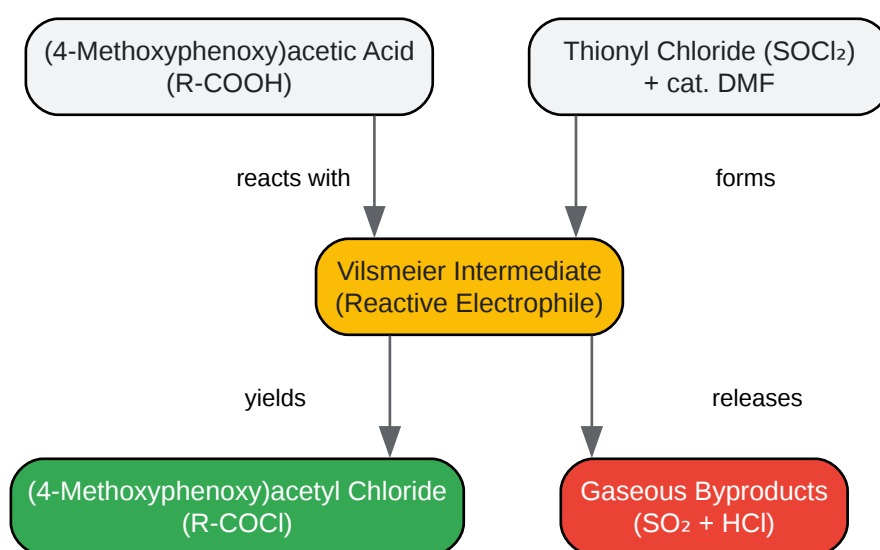 (4-Methoxyphenoxy)acetic Acid
(R-COOH)
Thionyl Chloride (SOCl₂)
+ cat. DMF
reacts with
forms
Vilsmeier Intermediate
(Reactive Electrophile)
yields
releases
(4-Methoxyphenoxy)acetyl Chloride
(R-COCl)
Gaseous Byproducts
(SO₂ + HCl)